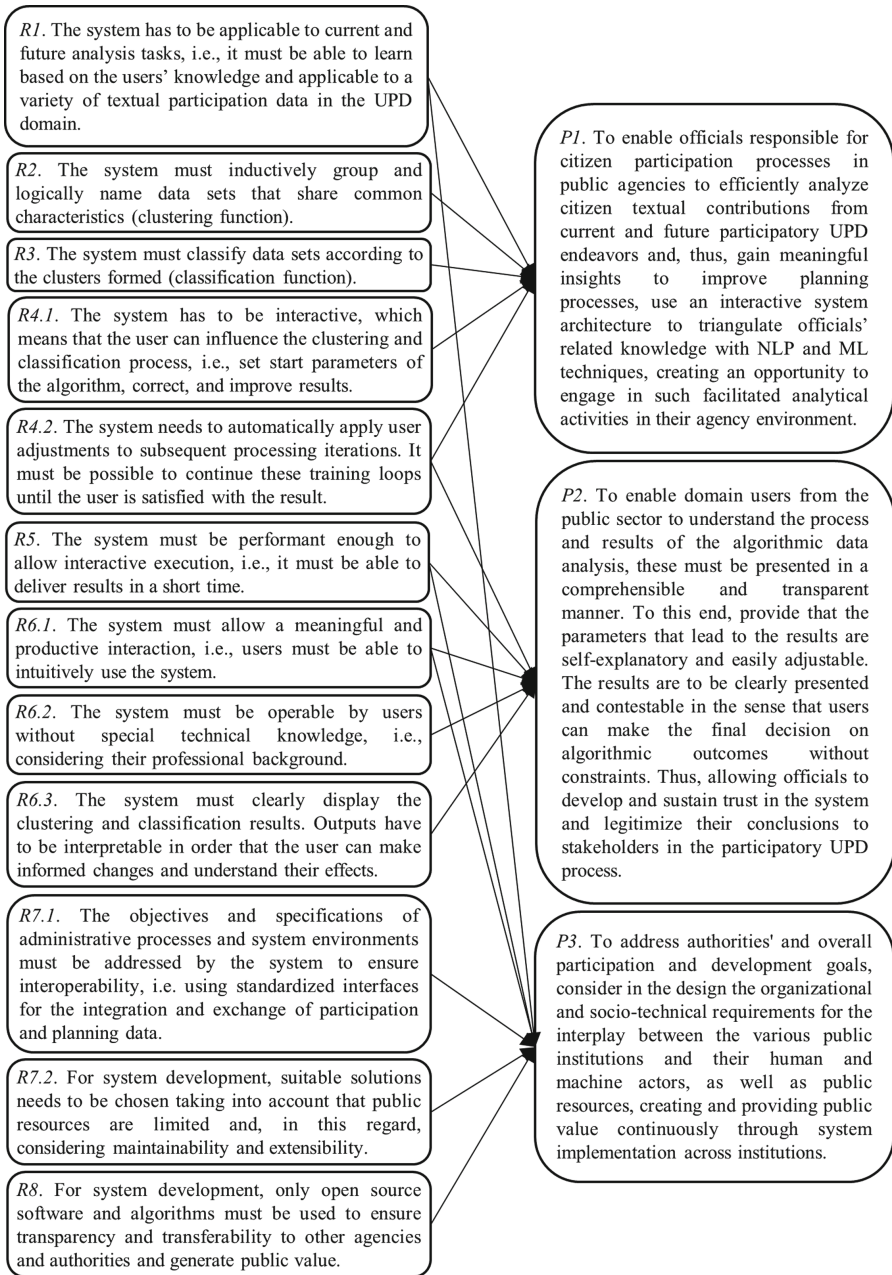 R1. The system has to be applicable to current and
future analysis tasks, i.e., it must be able to learn
based on the users' knowledge and applicable to a
variety of textual participation data in the UPD
domain.
R2. The system must inductively group and
logically name data sets that share common
characteristics (clustering function).
R3. The system must classify data sets according to
the clusters formed (classification function).
R4.1. The system has to be interactive, which
means that the user can influence the clustering and
classification process, i.e., set start parameters of
the algorithm, correct, and improve results.
R4.2. The system needs to automatically apply user
adjustments to subsequent processing iterations. It
must be possible to continue these training loops
until the user is satisfied with the result.
R5. The system must be performant enough to
allow interactive execution, i.e., it must be able to
deliver results in a short time.
R6.1. The system must allow a meaningful and
productive interaction, i.e., users must be able to
intuitively use the system.
R6.2. The system must be operable by users
without special technical knowledge, i.e.,
considering their professional background.
R6.3. The system must clearly display the
clustering and classification results. Outputs have
to be interpretable in order that the user can make
informed changes and understand their effects.
R7.1. The objectives and specifications of
administrative processes and system environments
must be addressed by the system to ensure
interoperability, i.e. using standardized interfaces
for the integration and exchange of participation
and planning data.
R7.2. For system development, suitable solutions
needs to be chosen taking into account that public
resources are limited and, in this regard,
considering maintainability and extensibility.
R8. For system development, only open source
software and algorithms must be used to ensure
transparency and transferability to other agencies
and authorities and generate public value.
P1. To enable officials responsible for
citizen participation processes in
public agencies to efficiently analyze
citizen textual contributions from
current and future participatory UPD
endeavors and, thus, gain meaningful
insights to improve planning
processes, use an interactive system
architecture to triangulate officials'
related knowledge with NLP and ML
techniques, creating an opportunity to
engage in such facilitated analytical
activities in their agency environment.
P2. To enable domain users from the
public sector to understand the process
and results of the algorithmic data
analysis, these must be presented in a
comprehensible and transparent
manner. To this end, provide that the
parameters that lead to the results are
self-explanatory and easily adjustable.
The results are to be clearly presented
and contestable in the sense that users
can make the final decision on
algorithmic outcomes without
constraints. Thus, allowing officials to
develop and sustain trust in the system
and legitimize their conclusions to
stakeholders in the participatory UPD
process.
P3. To address authorities' and overall
participation and development goals,
consider in the design the organizational
and socio-technical requirements for the
interplay between the various public
institutions and their human and
machine actors, as well as public
resources, creating and providing public
value continuously through system
implementation across institutions.